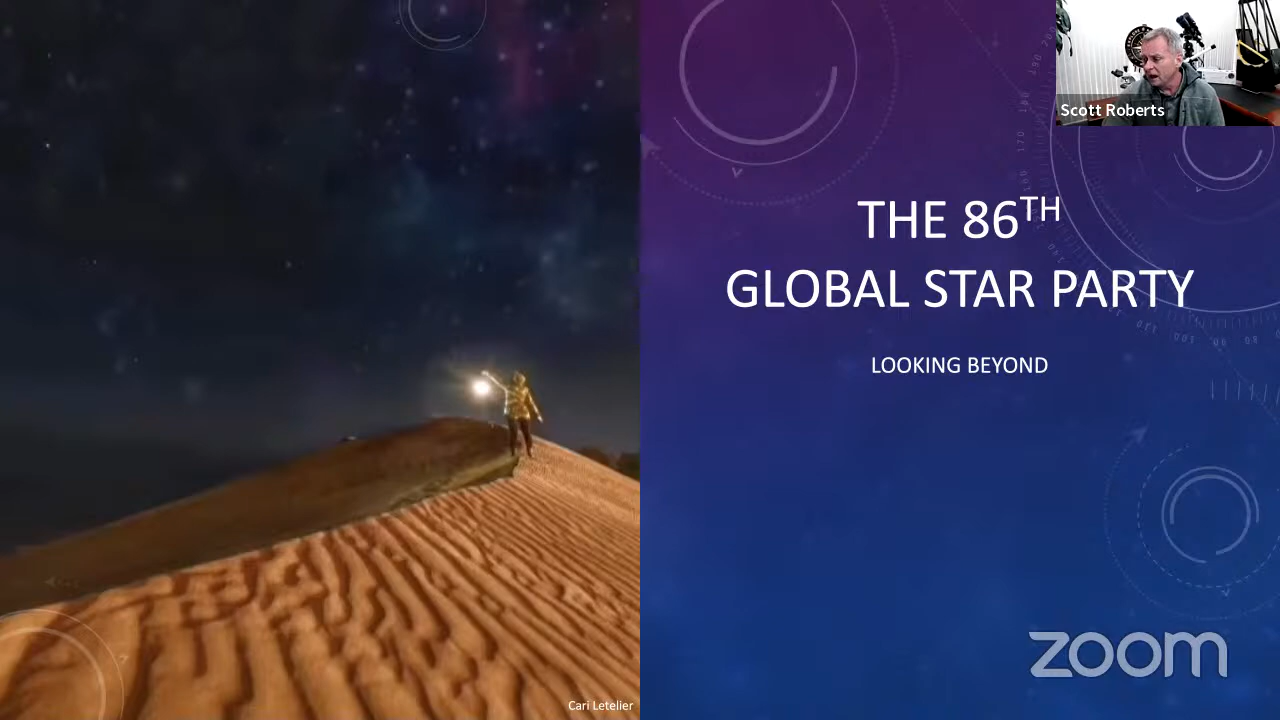 Scott Roberts
THE 86TH
GLOBAL STAR PARTY
LOOKING BEYOND
zoom
Cari Letelier